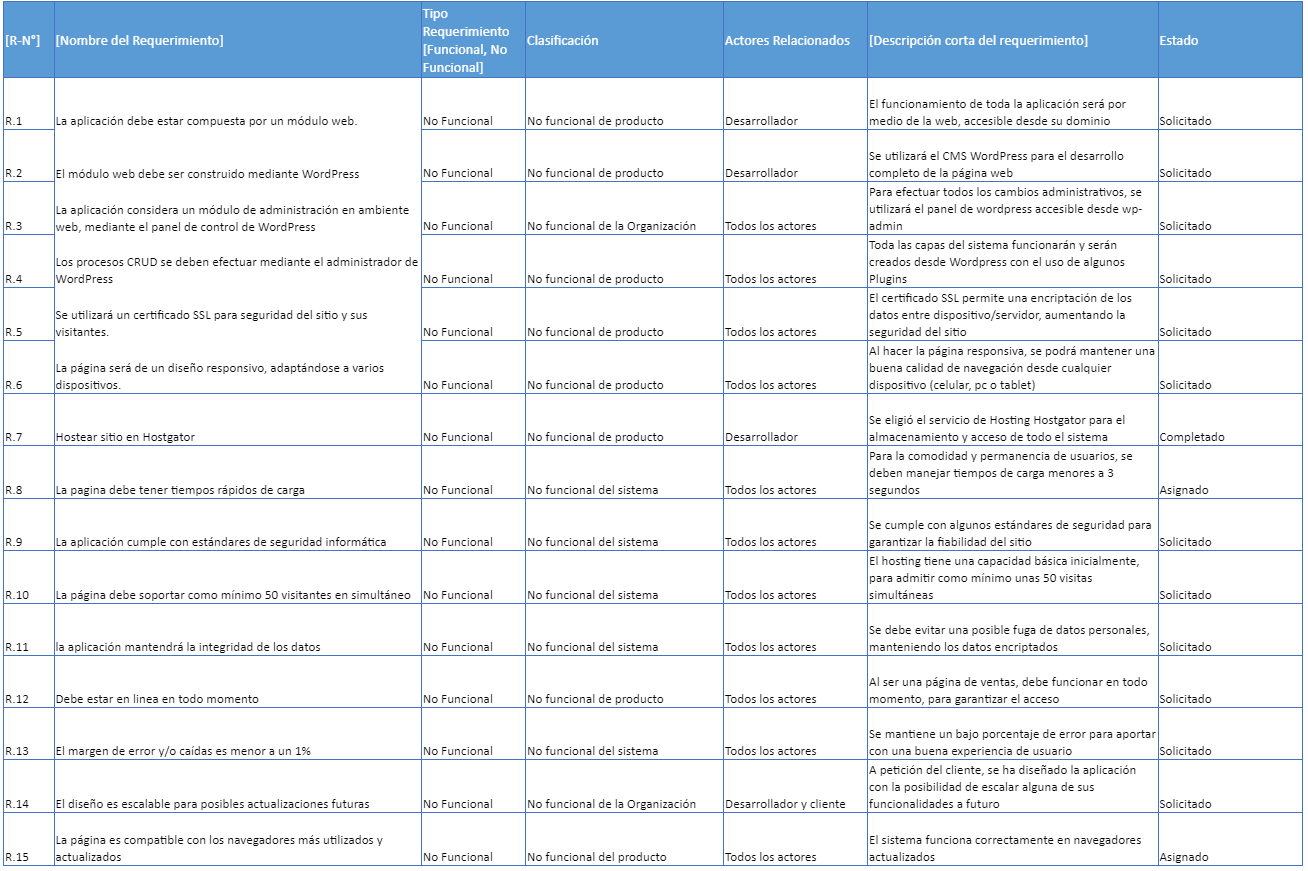 [R-N°]
[Nombre del Requerimiento]
Tipo
Requerimiento
[Funcional, No
Funcional]
Clasificación
Actores Relacionados
[Descripción corta del requerimiento]
Estado
R.1
La aplicación debe estar compuesta por un módulo web.
No Funcional
No funcional de producto
Desarrollador
El funcionamiento de toda la aplicación será por
medio de la web, accesible desde su dominio
Solicitado
R.2
El módulo web debe ser construido mediante WordPress
No Funcional
No funcional de producto
Desarrollador
Se utilizará el CMS WordPress para el desarrollo
completo de la página web
Solicitado
R.3
La aplicación considera un módulo de administración en ambiente
web, mediante el panel de control de WordPress
No Funcional
No funcional de la Organización
Todos los actores
Para efectuar todos los cambios administrativos, se
utilizará el panel de wordpress accesible desde wp-
admin
Solicitado
R.4
Los procesos CRUD se deben efectuar mediante el administrador de
WordPress
No Funcional
No funcional de producto
Todos los actores
Toda las capas del sistema funcionarán y serán
creados desde Wordpress con el uso de algunos
Plugins
Solicitado
R.5
Se utilizará un certificado SSL para seguridad del sitio y sus
visitantes.
No Funcional
No funcional de producto
Todos los actores
El certificado SSL permite una encriptación de los
datos entre dispositivo/servidor, aumentando la
seguridad del sitio
Solicitado
R.6
La página será de un diseño responsivo, adaptándose a varios
dispositivos.
No Funcional
No funcional de producto
Todos los actores
Al hacer la página responsiva, se podrá mantener una
buena calidad de navegación desde cualquier
dispositivo (celular, pc o tablet)
Solicitado
R.7
Hostear sitio en Hostgator
No Funcional
No funcional de producto
Desarrollador
Se eligió el servicio de Hosting Hostgator para el
almacenamiento y acceso de todo el sistema
Completado
R.8
La pagina debe tener tiempos rápidos de carga
No Funcional
No funcional del sistema
Todos los actores
Para la comodidad y permanencia de usuarios, se
deben manejar tiempos de carga menores a 3
segundos
Asignado
R.9
La aplicación cumple con estándares de seguridad informática
No Funcional
No funcional del sistema
Todos los actores
Se cumple con algunos estándares de seguridad para
garantizar la fiabilidad del sitio
Solicitado
R.10
La página debe soportar como mínimo 50 visitantes en simultáneo
No Funcional
No funcional del sistema
Todos los actores
El hosting tiene una capacidad básica inicialmente,
para admitir como mínimo unas 50 visitas
simultáneas
Solicitado
R.11
la aplicación mantendrá la integridad de los datos
No Funcional
No funcional del sistema
Todos los actores
Se debe evitar una posible fuga de datos personales,
manteniendo los datos encriptados
Solicitado
R.12
Debe estar en linea en todo momento
No Funcional
No funcional de producto
Todos los actores
Al ser una página de ventas, debe funcionar en todo
momento, para garantizar el acceso
Solicitado
R.13
El margen de error y/o caídas es menor a un 1%
No Funcional
No funcional del sistema
Todos los actores
Se mantiene un bajo porcentaje de error para aportar
con una buena experiencia de usuario
Solicitado
R.14
El diseño es escalable para posibles actualizaciones futuras
No Funcional
No funcional de la Organización
Desarrollador y cliente
A petición del cliente, se ha diseñado la aplicación
con la posibilidad de escalar alguna de sus
funcionalidades a futuro
Solicitado
R.15
La página es compatible con los navegadores más utilizados y
actualizados
No Funcional
No funcional del producto
Todos los actores
El sistema funciona correctamente en navegadores
actualizados
Asignado